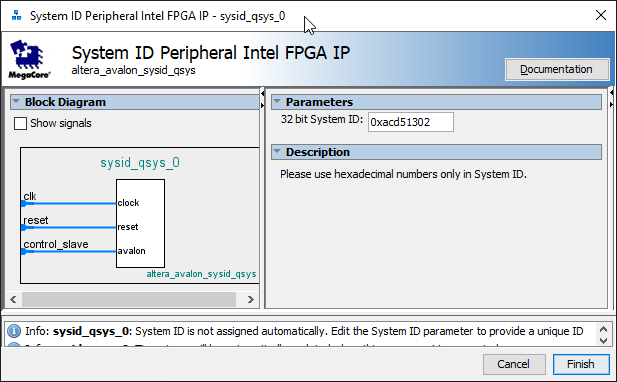 System ID Peripheral Intel FPGA IP - sysid_qsys_0
System ID Peripheral Intel FPGA IP
altera_avalon_sysid_qsys
MegaCore®
Documentation
Block Diagram
Show signals
sysid_qsys_0
clk
clock
reset
reset
control_slave
avalon
altera_avalon_sysid_qsys
Parameters
32 bit System ID: 0xacd51302
Description
Please use hexadecimal numbers only in System ID.
Info: sysid_qsys_0: System ID is not assigned automatically. Edit the System ID parameter to provide a unique ID
Cancel
Finish